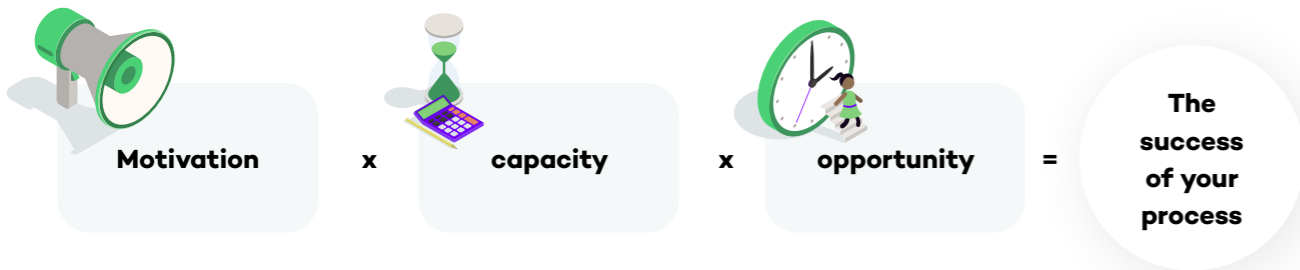 Motivation x capacity x opportunity =
The
success
of your
process